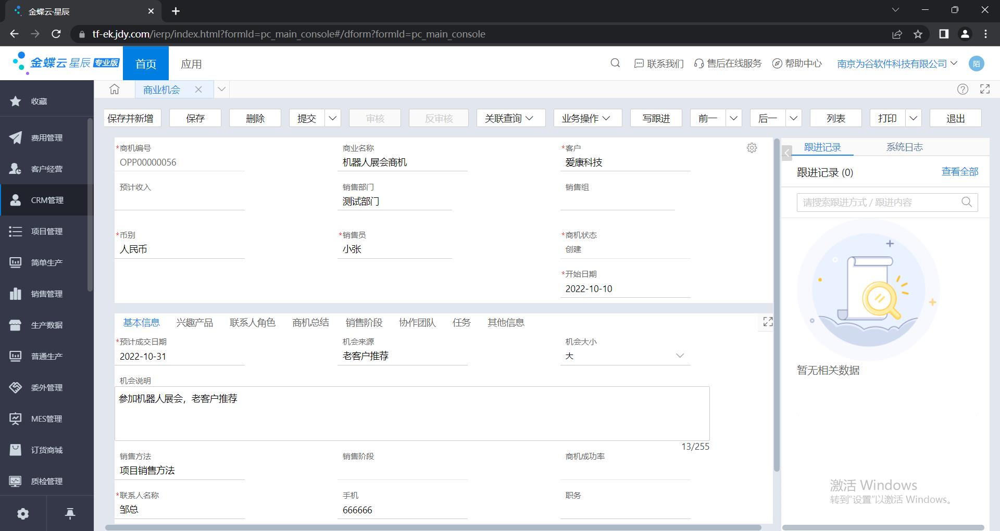 金蝶云·星辰
tf-ek.jdy.com/ierp/index.html?formId=pc_main_console#/dform?formId=pc_main_console
金蝶云 星辰 专业版
首页
应用
联系我们
售后在线服务
帮助中心
南京为谷软件科技有限公司
陌
收藏
费用管理
客户经营
CRM管理
项目管理
简单生产
销售管理
生产数据
普通生产
委外管理
MES管理
订货商城
质检管理
商业机会
保存并新增
保存
删除
提交
审核
反审核
关联查询
业务操作
写跟进
前一
后一
列表
打印
退出
*商机编号
OPP00000056
商业名称
机器人展会商机
*客户
爱康科技
预计收入
销售部门
测试部门
销售组
*币别
人民币
*销售员
小张
*商机状态
创建
*开始日期
2022-10-10
基本信息
兴趣产品
联系人角色
商机总结
销售阶段
协作团队
任务
其他信息
*预计成交日期
2022-10-31
机会来源
老客户推荐
机会大小
大
机会说明
参加机器人展会，老客户推荐
13/255
销售方法
项目销售方法
销售阶段
商机成功率
*联系人名称
邹总
手机
666666
职务
跟进记录
系统日志
跟进记录 (0)
查看全部
请搜索跟进方式 / 跟进内容
暂无相关数据
激活 Windows
转到“设置”以激活 Windows。